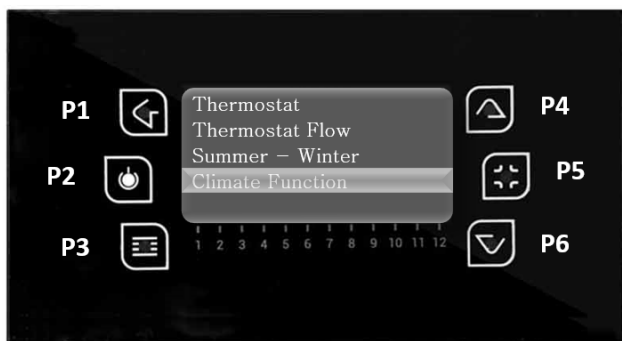 P1
P2
P3
Thermostat
Thermostat Flow
Summer – Winter
Climate Function
1 2 3 4 5 6 7 8 9 10 11 12
P4
P5
P6